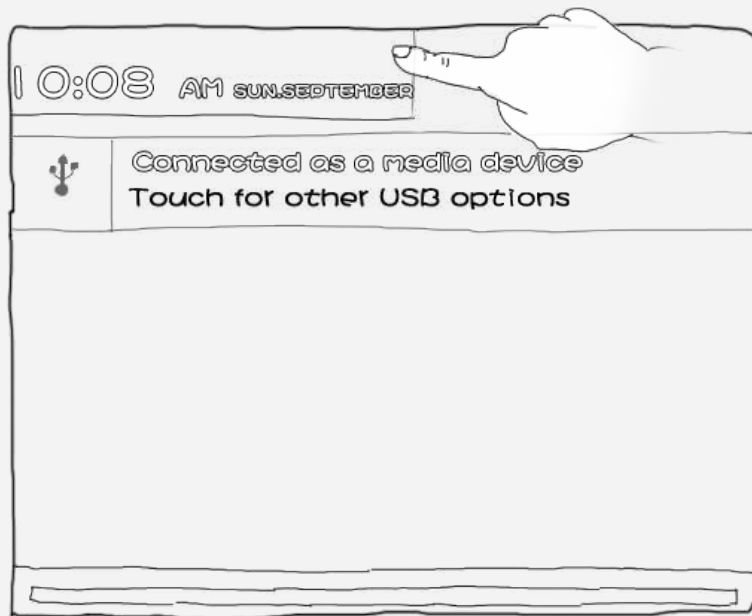 10:08 AM SUN.SEPTEMBER
Connected as a media device
Touch for other USB options